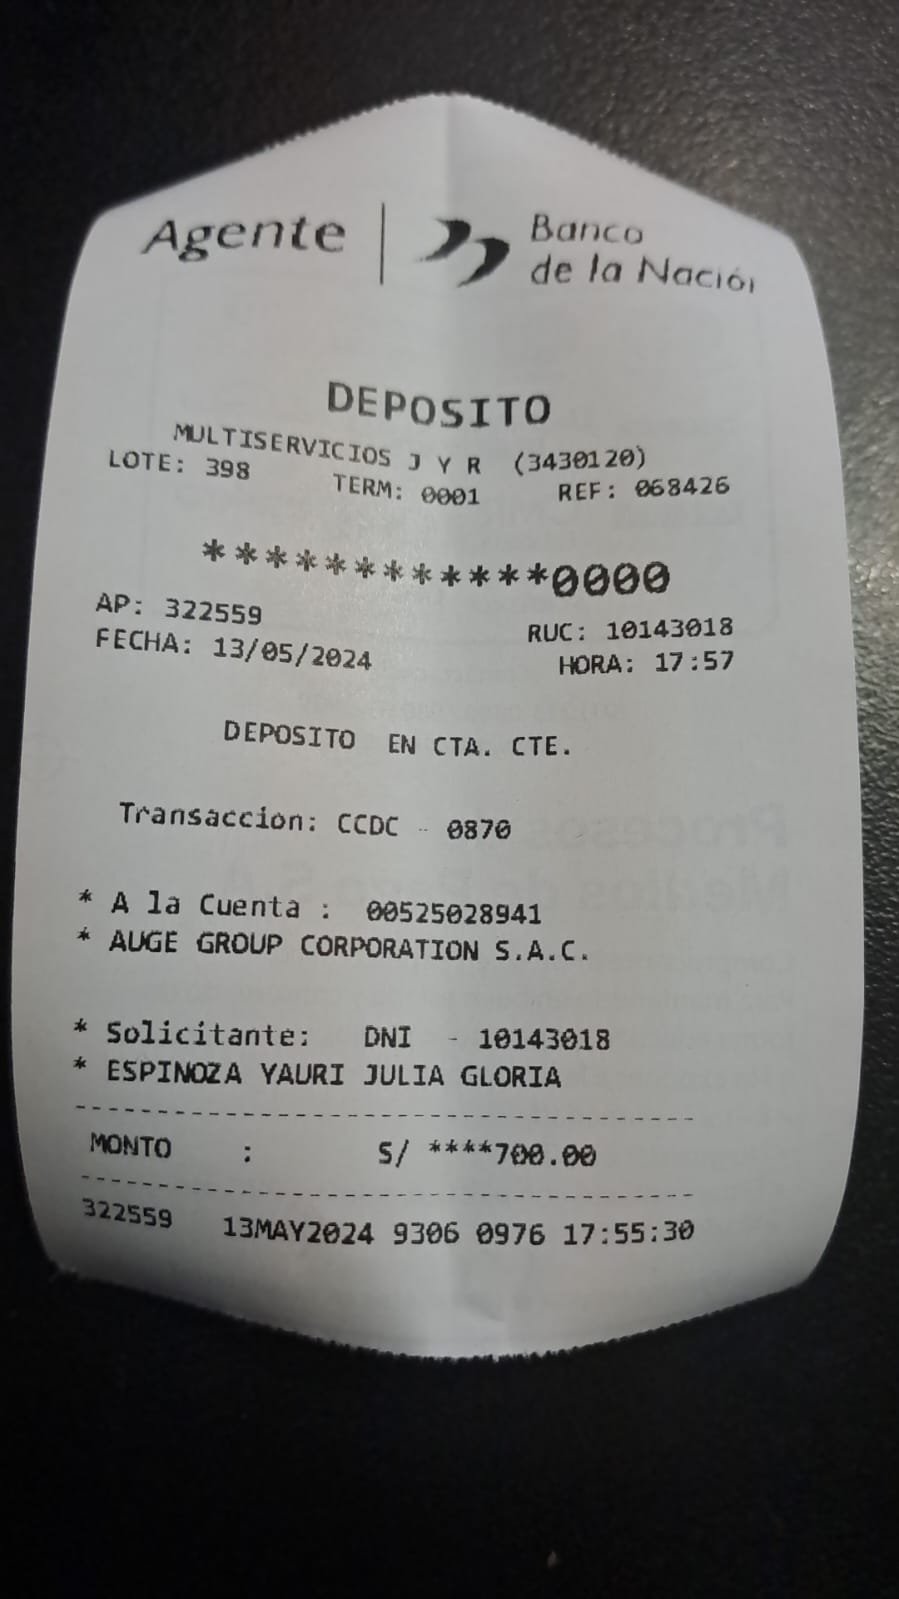 Agente | Banco
de la Nación
DEPOSITO
MULTISERVICIOS J Y R (3430120)
LOTE: 398 TERM: 0001 REF: 068426
************0000
AP: 322559 RUC: 10143018
FECHA: 13/05/2024 HORA: 17:57
DEPOSITO EN CTA. CTE.
Transaccion: CCDC - 0870
* A la Cuenta : 00525028941
* AUGE GROUP CORPORATION S.A.C.
* Solicitante: DNI - 10143018
* ESPINOZA YAURI JULIA GLORIA
MONTO : S/ ****700.00
322559 13MAY2024 9306 0976 17:55:30